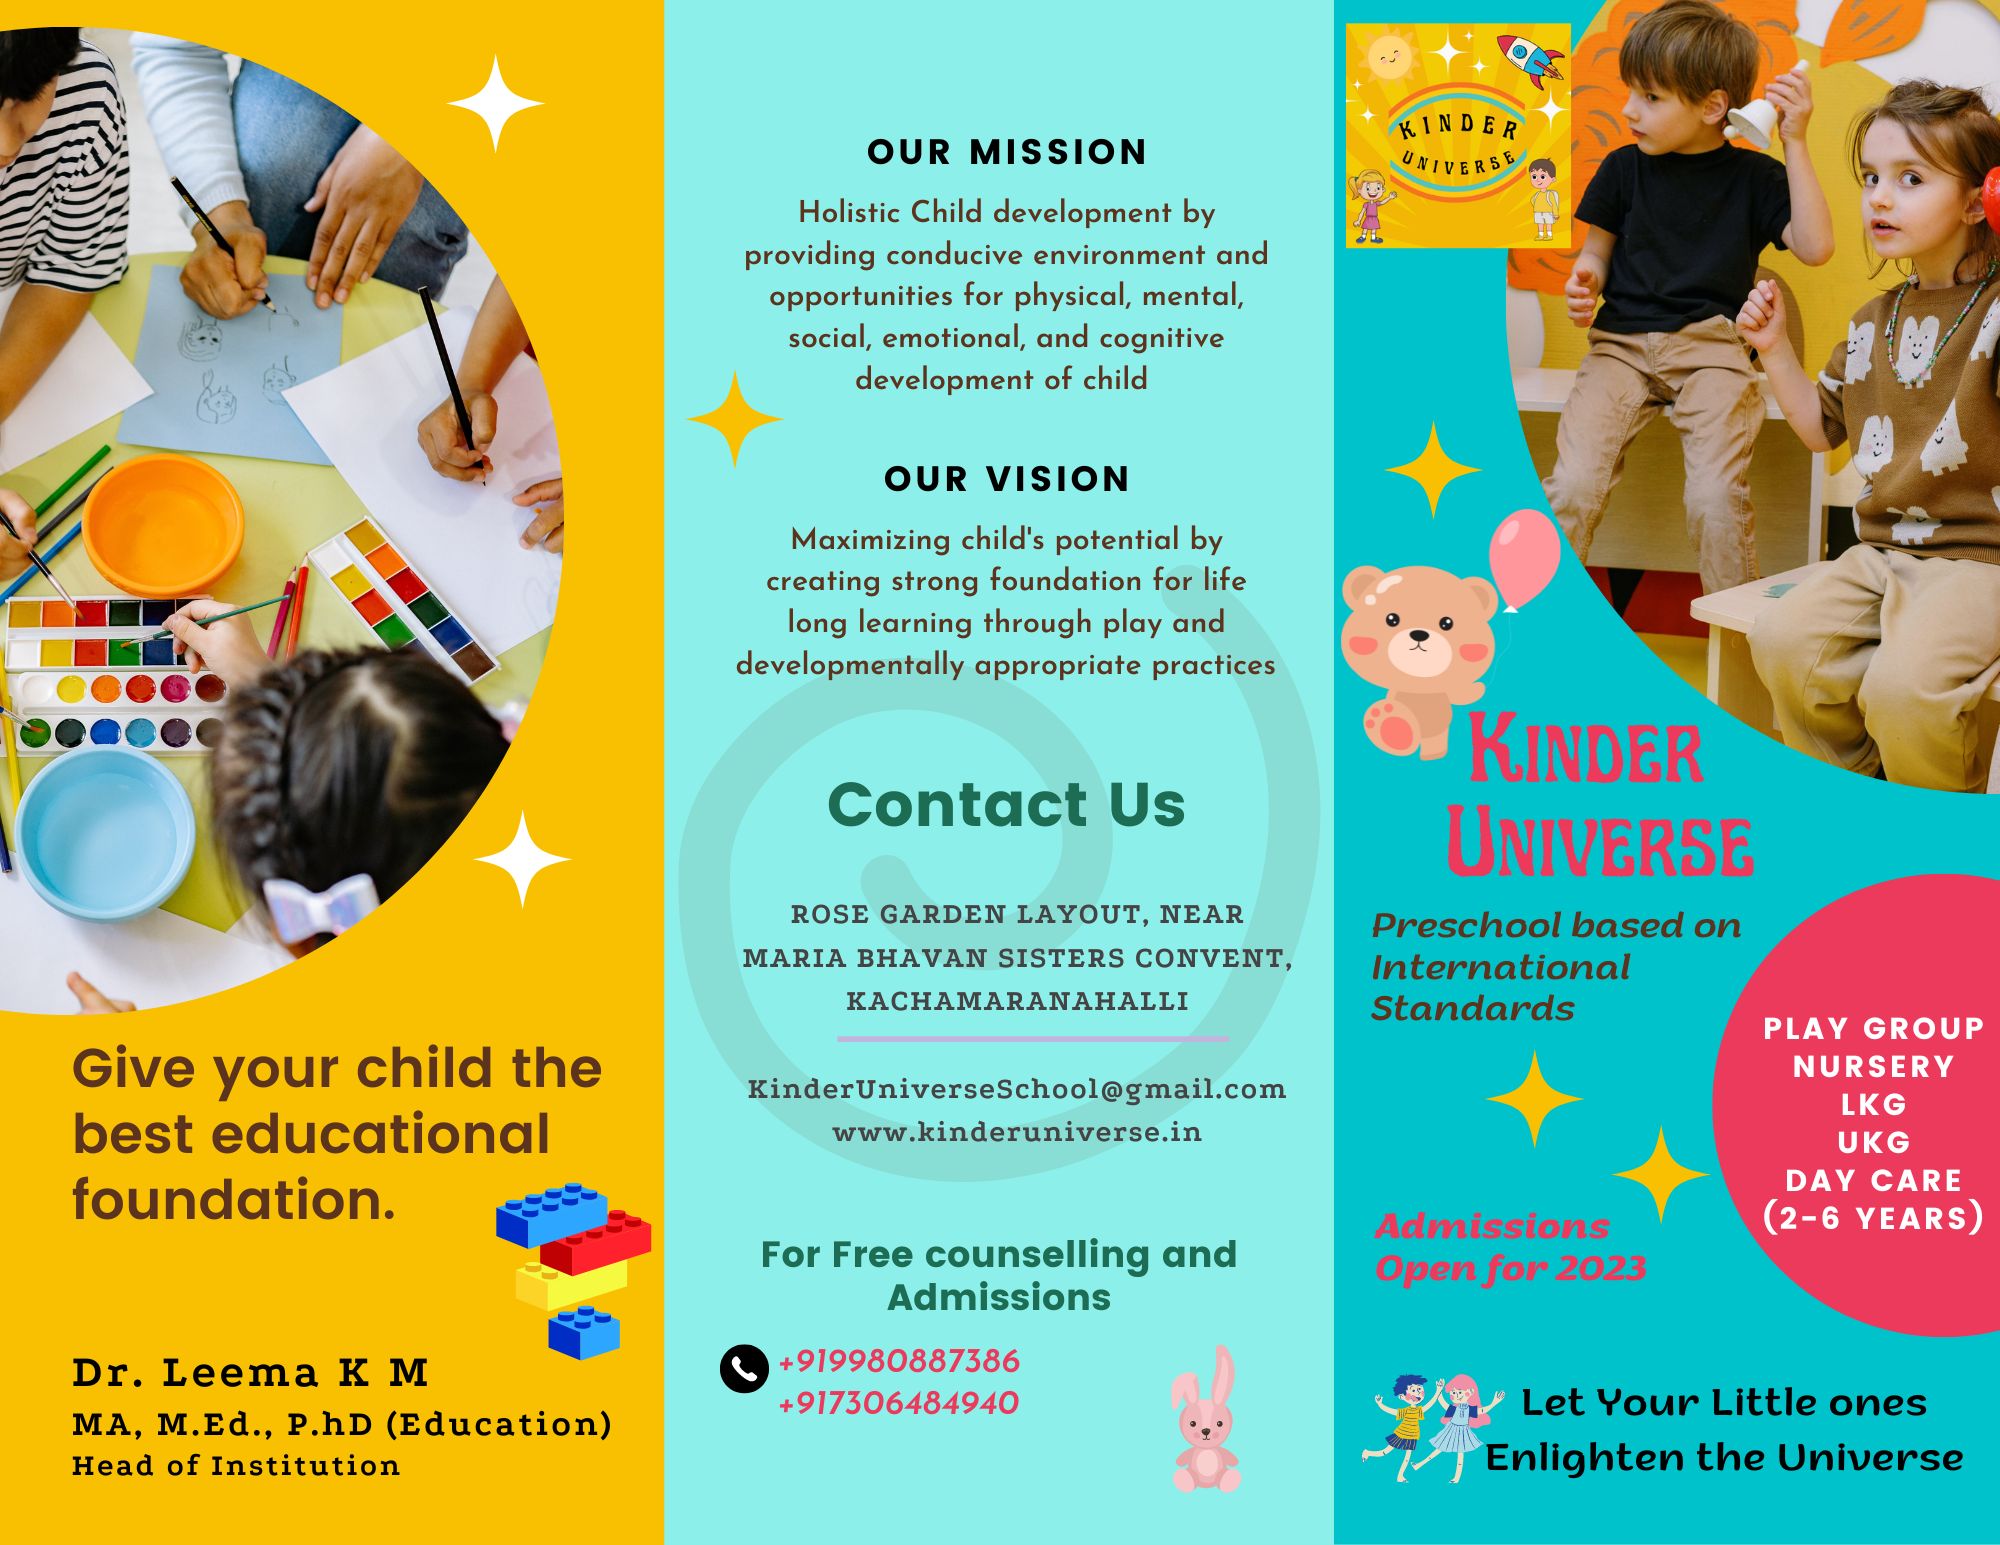 Give your child the
best educational
foundation.
Dr. Leema K M
MA, M.Ed., P.hD (Education)
Head of Institution
OUR MISSION
Holistic Child development by
providing conducive environment and
opportunities for physical, mental,
social, emotional, and cognitive
development of child
OUR VISION
Maximizing child's potential by
creating strong foundation for life
long learning through play and
developmentally appropriate practices
Contact Us
ROSE GARDEN LAYOUT, NEAR
MARIA BHAVAN SISTERS CONVENT,
KACHAMARANAHALLI
KinderUniverseSchool@gmail.com
www.kinderuniverse.in
For Free counselling and
Admissions
+919980887386
+917306484940
KINDER
UNIVERSE
KINDER
UNIVERSE
Preschool based on
International
Standards
PLAY GROUP
NURSERY
LKG
UKG
DAY CARE
(2-6 YEARS)
Admissions
Open for 2023
Let Your Little ones
Enlighten the Universe